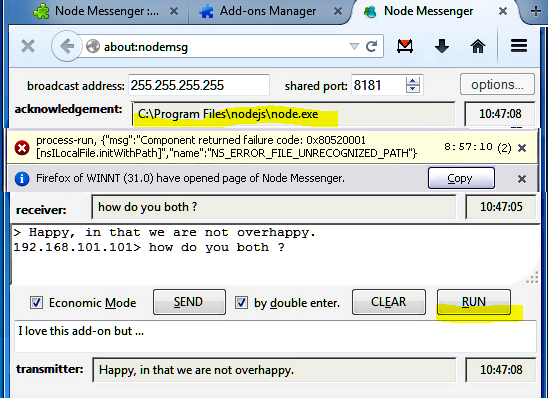 Node Messenger :...
Add-ons Manager
Node Messenger
about:nodemsg
broadcast address: 255.255.255.255 shared port: 8181 options...
acknowledgement: C:\Program Files\nodejs\node.exe 10:47:08
process-run, {"msg":"Component returned failure code: 0x80520001
[nsILocalFile.initWithPath]","name":"NS_ERROR_FILE_UNRECOGNIZED_PATH"} 8:57:10 (2)
Firefox of WINNT (31.0) have opened page of Node Messenger. Copy
receiver: how do you both ? 10:47:05
> Happy, in that we are not overhappy.
192.168.101.101> how do you both ?
Economic Mode SEND by double enter. CLEAR RUN
I love this add-on but ...
transmitter: Happy, in that we are not overhappy. 10:47:08